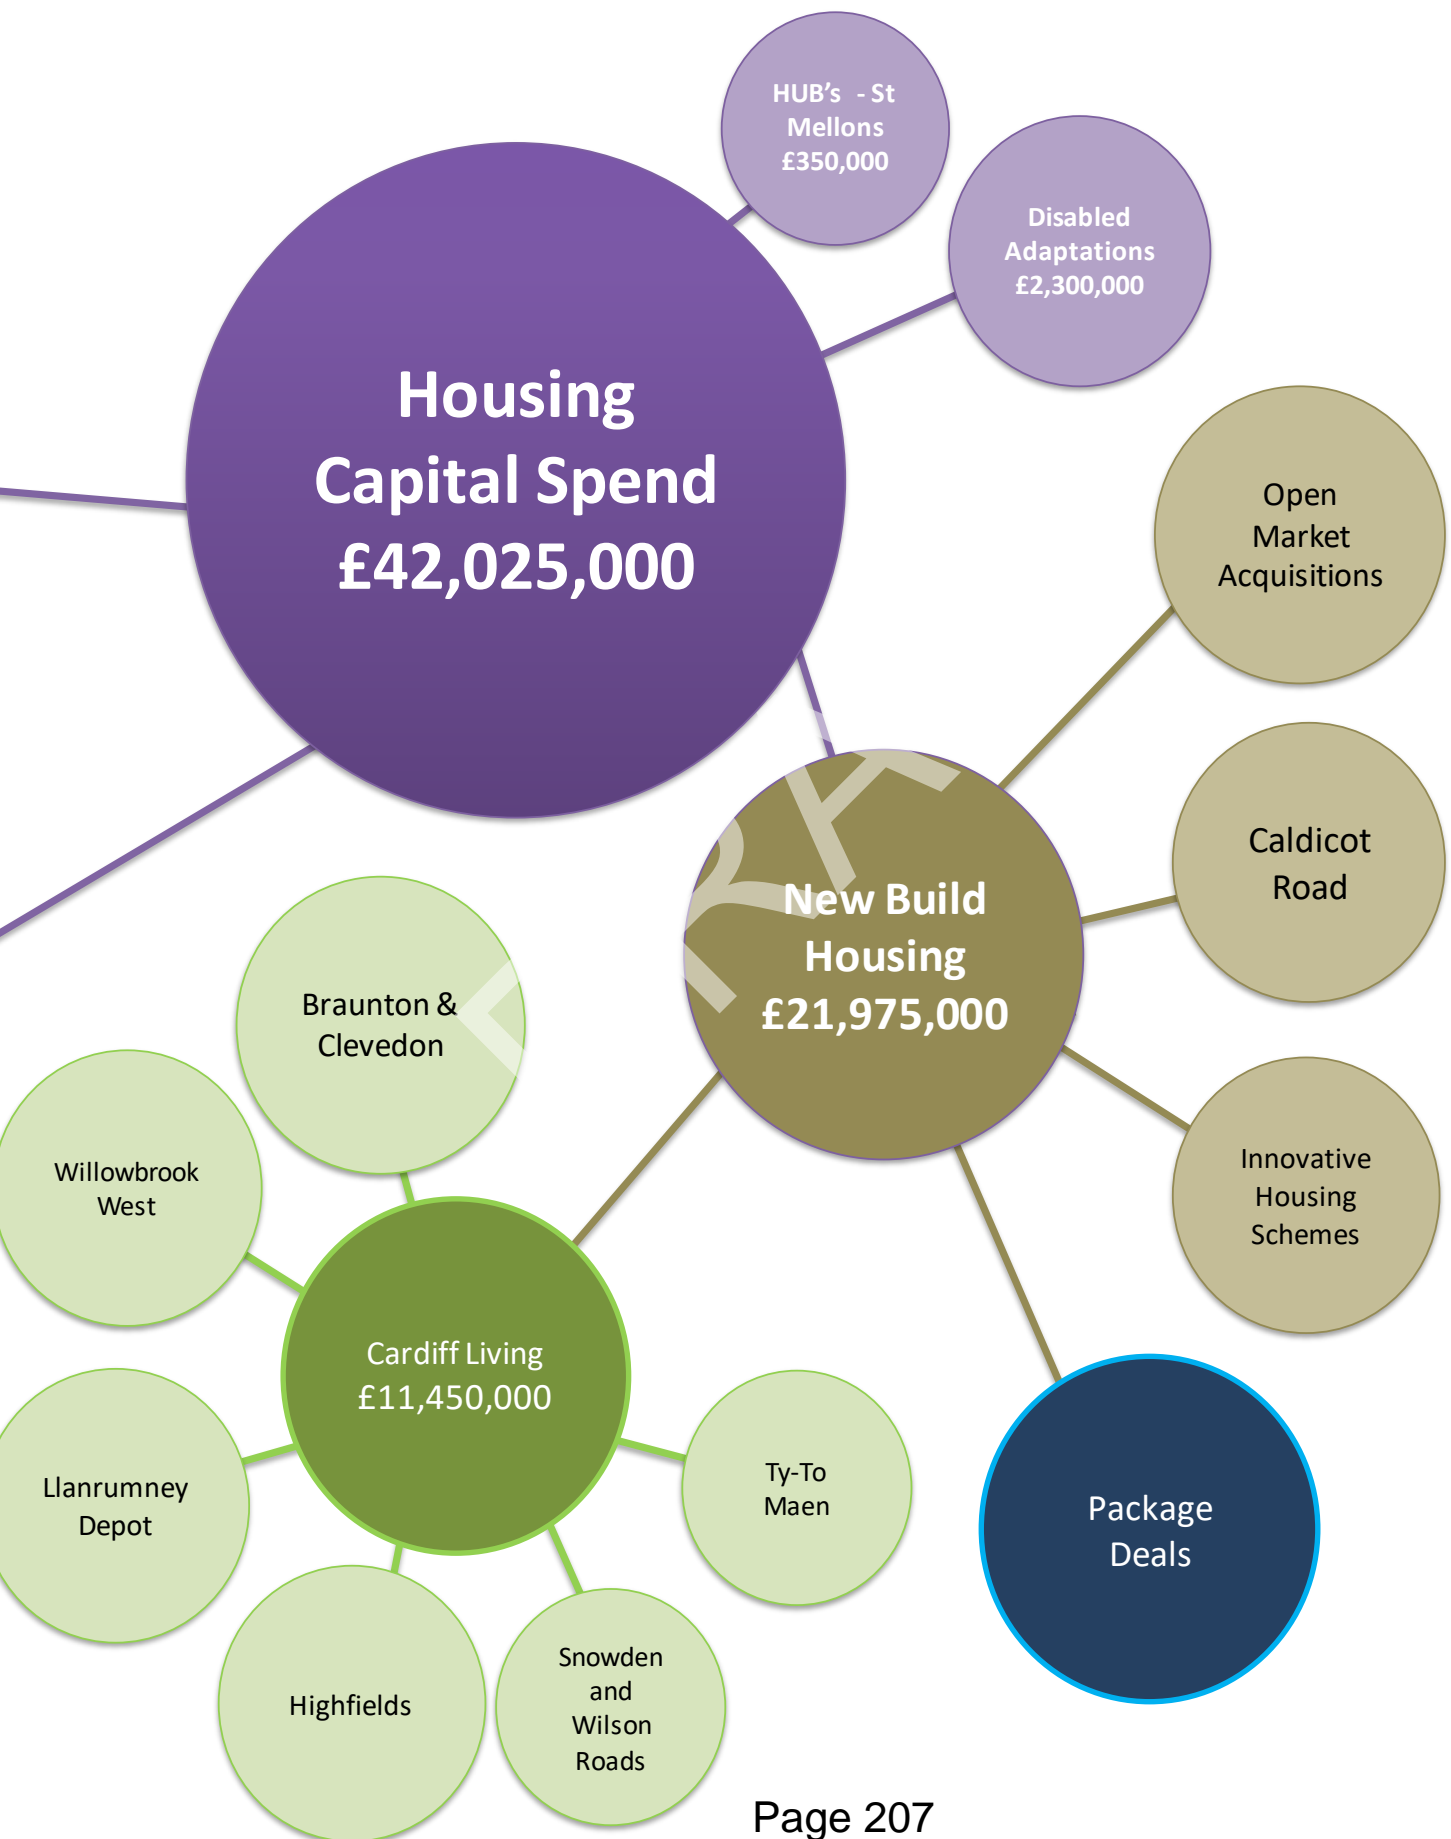 HUB's - St
Mellons
£350,000
Disabled
Adaptations
£2,300,000
Housing
Capital Spend
£42,025,000
Open
Market
Acquisitions
Caldicot
Road
New Build
Housing
£21,975,000
Braunton &
Clevedon
Willowbrook
West
Innovative
Housing
Schemes
Cardiff Living
£11,450,000
Llanrumney
Depot
Ty-To
Maen
Package
Deals
Highfields
Snowden
and
Wilson
Roads
Page 207